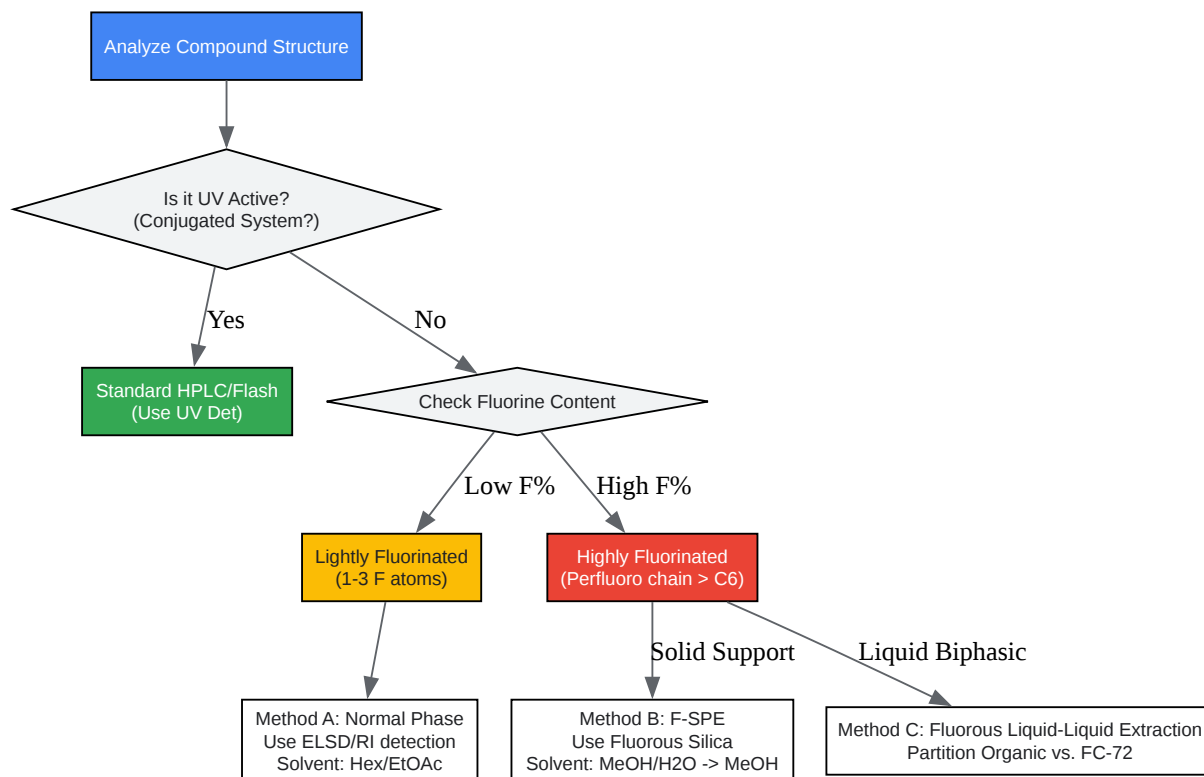 Analyze Compound Structure
Is it UV Active?
(Conjugated System?)
Yes
No
Standard HPLC/Flash
(Use UV Det)
Check Fluorine Content
Low F%
High F%
Lightly Fluorinated
(1-3 F atoms)
Highly Fluorinated
(Perfluoro chain > C6)
Solid Support
Liquid Biphasic
Method A: Normal Phase
Use ELSD/RI detection
Solvent: Hex/EtOAc
Method B: F-SPE
Use Fluorous Silica
Solvent: MeOH/H2O -> MeOH
Method C: Fluorous Liquid-Liquid Extraction
Partition Organic vs. FC-72